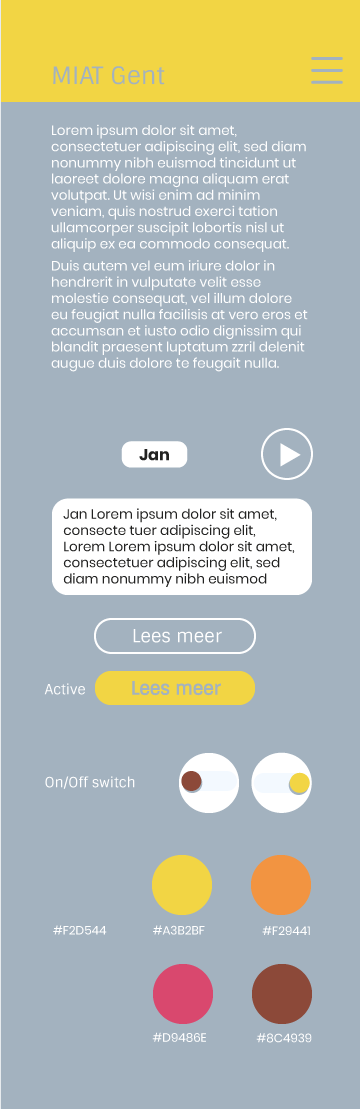 MIAT Gent
Lorem ipsum dolor sit amet,
consectetuer adipiscing elit, sed diam
nonummy nibh euismod tincidunt ut
laoreet dolore magna aliquam erat
volutpat. Ut wisi enim ad minim
veniam, quis nostrud exerci tation
ullamcorper suscipit lobortis nisl ut
aliquip ex ea commodo consequat.
Duis autem vel eum iriure dolor in
hendrerit in vulputate velit esse
molestie consequat, vel illum dolore
eu feugiat nulla facilisis at vero eros et
accumsan et iusto odio dignissim qui
blandit praesent luptatum zzril delenit
augue duis dolore te feugait nulla.
Jan
Jan Lorem ipsum dolor sit amet,
consecte tuer adipiscing elit,
Lorem Lorem ipsum dolor sit amet,
consectetuer adipiscing elit, sed
diam nonummy nibh euismod
Lees meer
Active Lees meer
On/Off switch
#F2D544 #A3B2BF #F29441
#D9486E #8C4939